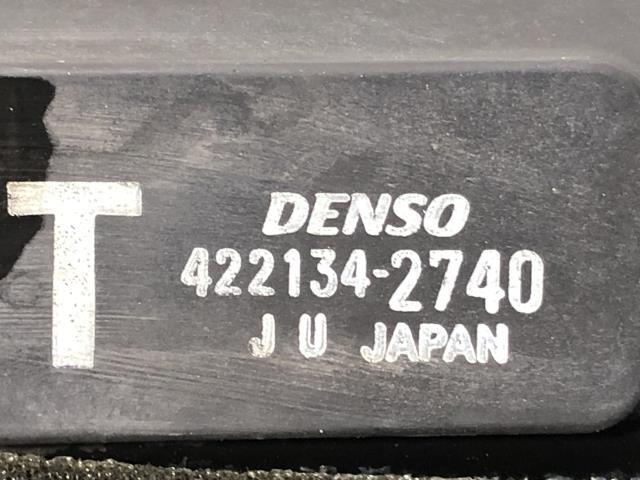 T
DENSO
422134-2740
J U JAPAN